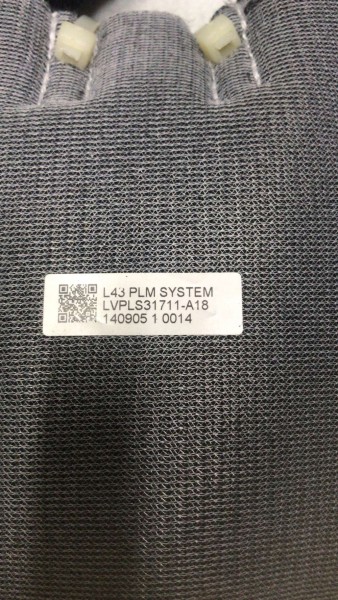 L43 PLM SYSTEM
LVPLS31711-A18
140905 1 0014